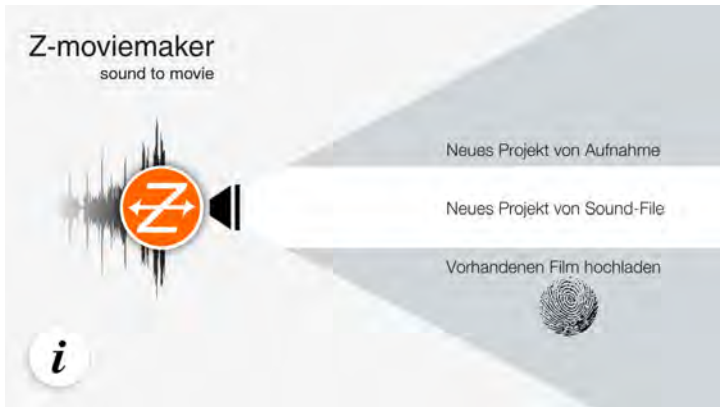 Z-moviemaker
sound to movie
Neues Projekt von Aufnahme
Z
Neues Projekt von Sound-File
Vorhandenen Film hochladen
i